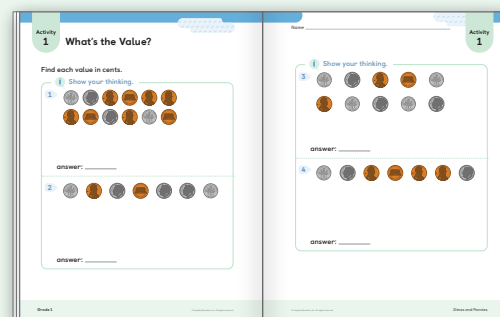 Activity
1
What's the Value?
Find each value in cents.
Show your thinking.
1
answer:
2
answer:
Grade 1
Name
Activity
1
Show your thinking.
3
answer:
4
answer:
Dimes and Pennies